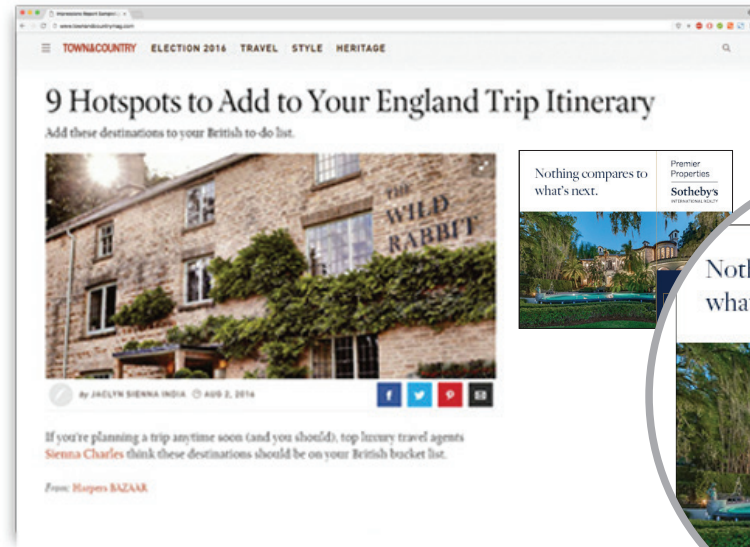 www.townandcountrymag.com
TOWN&COUNTRY ELECTION 2016 TRAVEL STYLE HERITAGE
9 Hotspots to Add to Your England Trip Itinerary
Add these destinations to your British to-do list.
THE
WILD
RABBIT
by JACLYN SIENNA INDIA AUG 2, 2016
If you're planning a trip anytime soon (and you should), top luxury travel agents
Sienna Charles think these destinations should be on your British bucket list.
From: Harpers BAZAAR
Nothing compares to
what's next.
Premier
Properties
Sotheby's
INTERNATIONAL REALTY
Noth
what